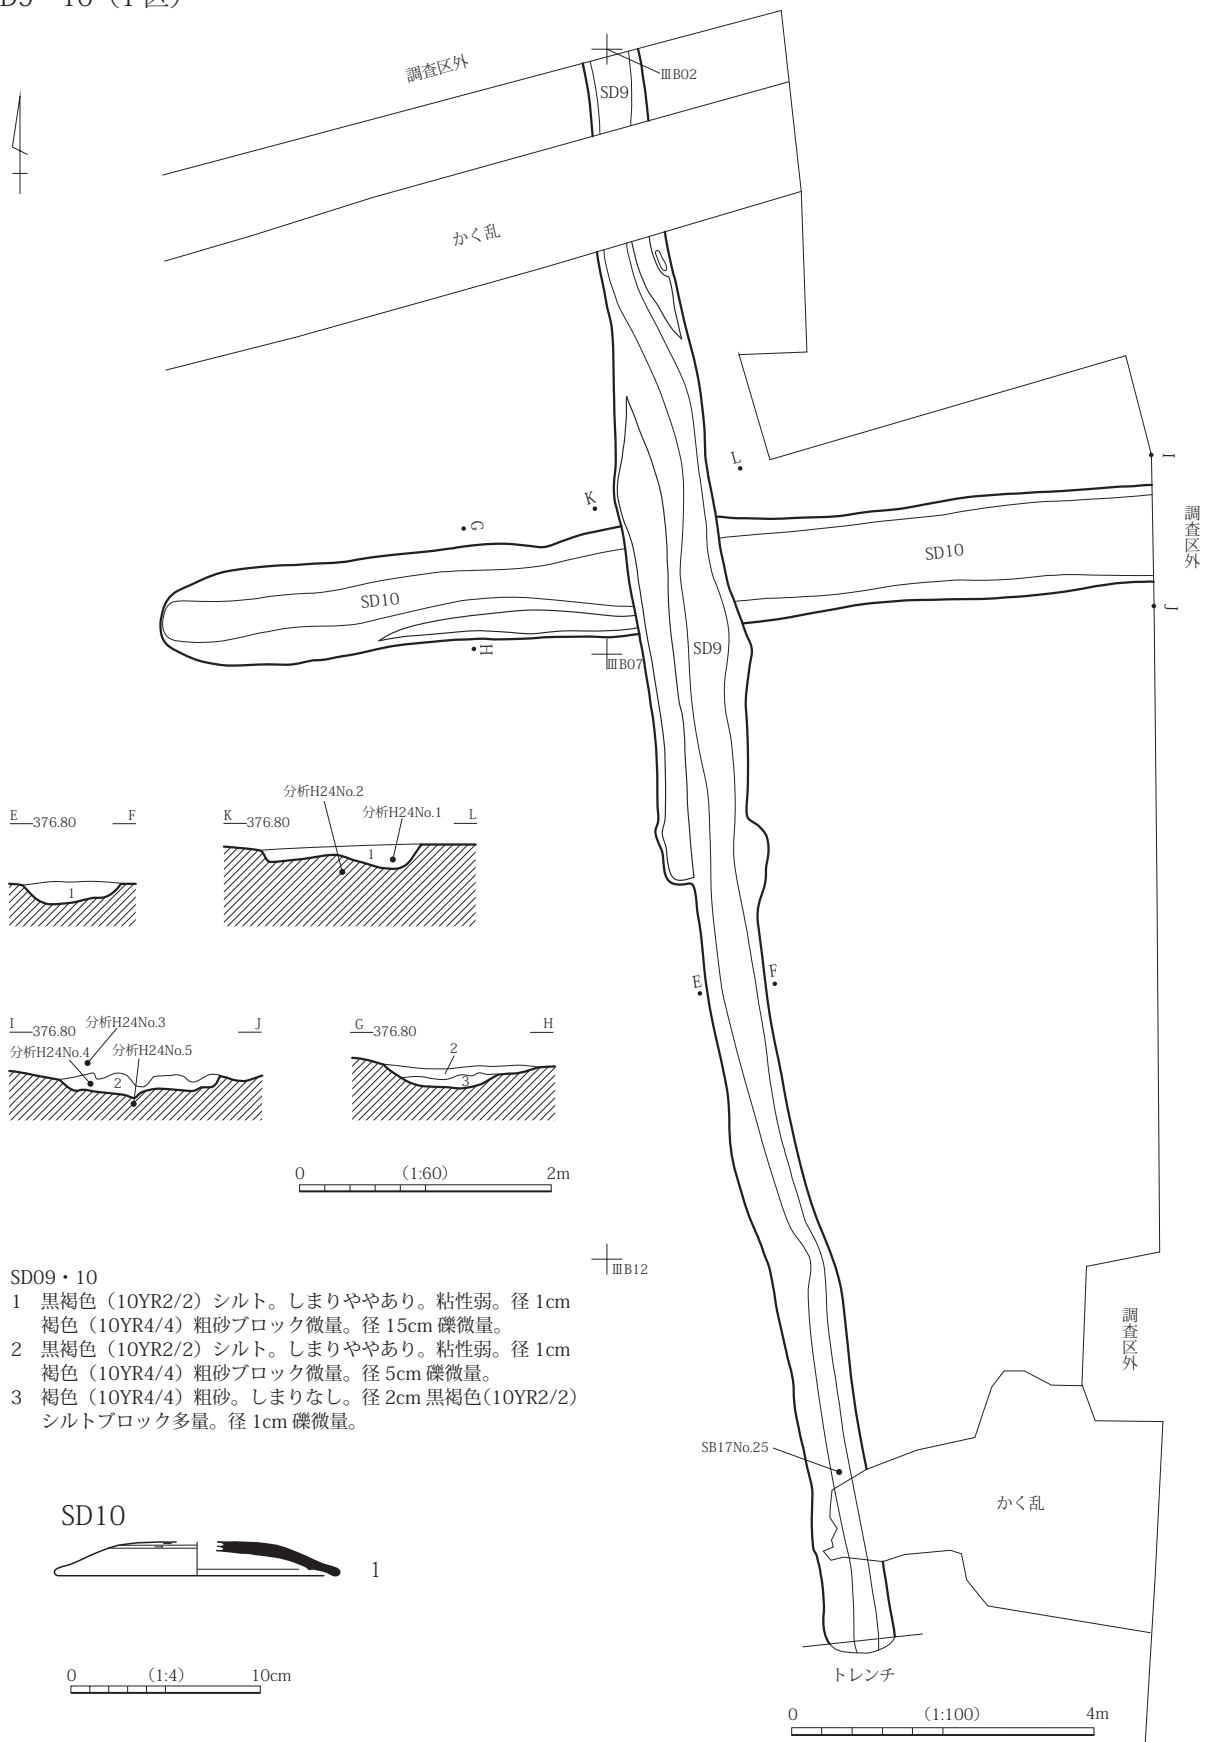 調査区外
ⅢB02
SD9
かく乱
L
K
G
I
調査区外
SD10
SD10
J
H
ⅢB07
SD9
分析H24No.2
分析H24No.1
E 376.80 F
K 376.80 L
1
1
E
F
I 376.80 J
分析H24No.3
分析H24No.4
分析H24No.5
2
G 376.80 H
2
3
0 (1:60) 2m
ⅢB12
SD09・10
1 黒褐色（10YR2/2）シルト。しまりややあり。粘性弱。径 1cm
褐色（10YR4/4）粗砂ブロック微量。径 15cm 礫微量。
2 黒褐色（10YR2/2）シルト。しまりややあり。粘性弱。径 1cm
褐色（10YR4/4）粗砂ブロック微量。径 5cm 礫微量。
3 褐色（10YR4/4）粗砂。しまりなし。径 2cm 黒褐色(10YR2/2)
シルトブロック多量。径 1cm 礫微量。
調査区外
SB17No.25
かく乱
SD10
1
0 (1:4) 10cm
トレンチ
0 (1:100) 4m